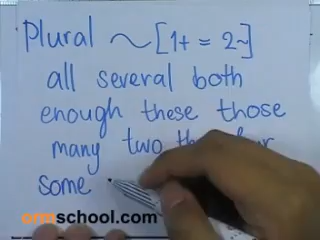 Plural ~ [1+ = 2~]
all several both
enough these those
many two
some
ormschool.com